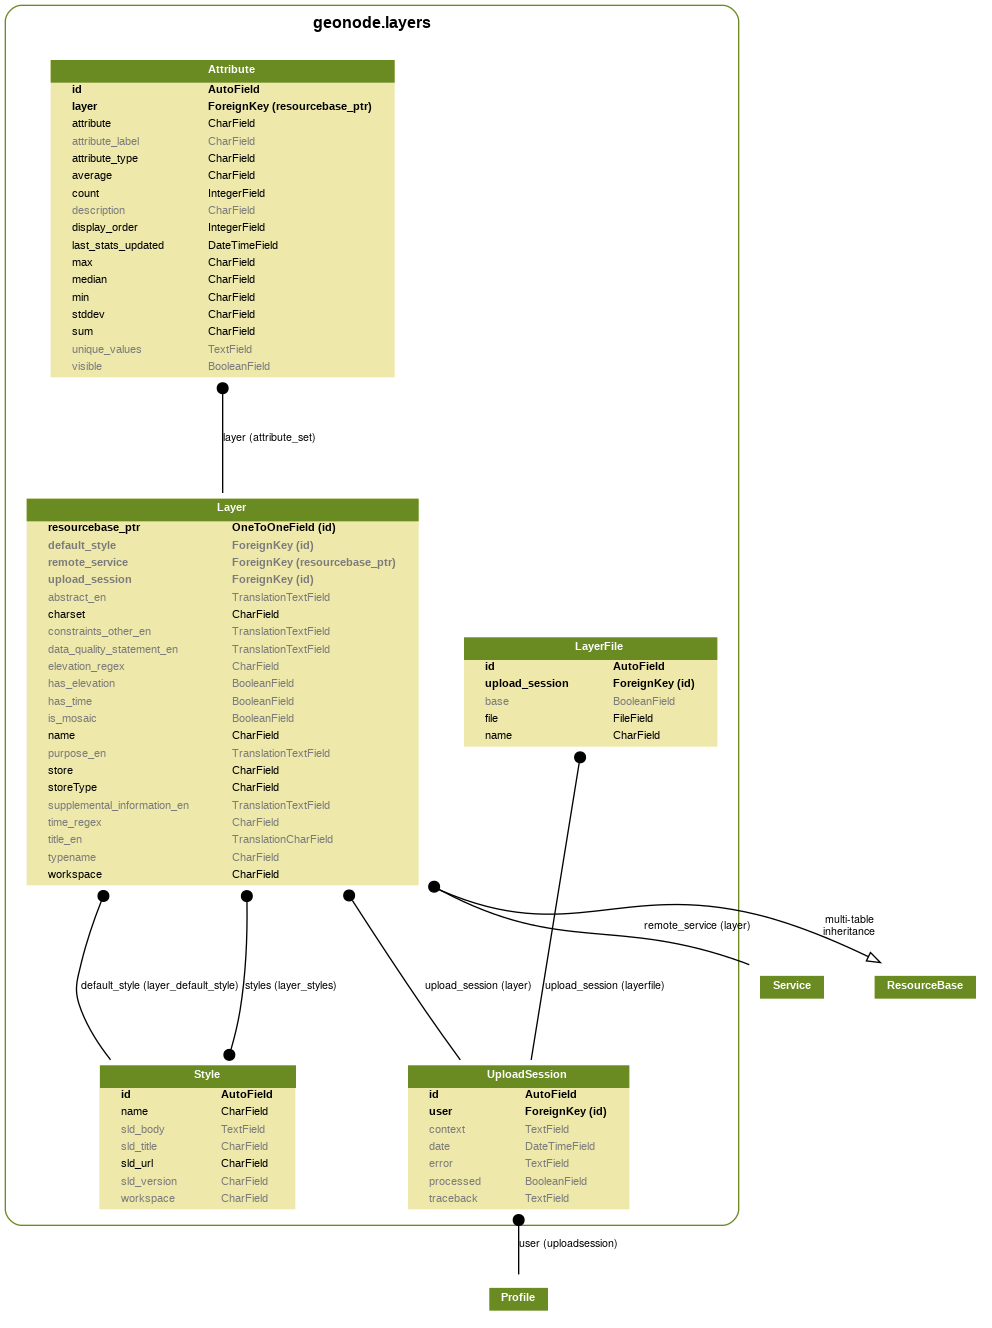 geonode.layers
Attribute
id AutoField
layer ForeignKey (resourcebase_ptr)
attribute CharField
attribute_label CharField
attribute_type CharField
average CharField
count IntegerField
description CharField
display_order IntegerField
last_stats_updated DateTimeField
max CharField
median CharField
min CharField
stddev CharField
sum CharField
unique_values TextField
visible BooleanField
layer (attribute_set)
Layer
resourcebase_ptr OneToOneField (id)
default_style ForeignKey (id)
remote_service ForeignKey (resourcebase_ptr)
upload_session ForeignKey (id)
abstract_en TranslationTextField
charset CharField
constraints_other_en TranslationTextField
data_quality_statement_en TranslationTextField
elevation_regex CharField
has_elevation BooleanField
has_time BooleanField
is_mosaic BooleanField
name CharField
purpose_en TranslationTextField
store CharField
storeType CharField
supplemental_information_en TranslationTextField
time_regex CharField
title_en TranslationCharField
typename CharField
workspace CharField
LayerFile
id AutoField
upload_session ForeignKey (id)
base BooleanField
file FileField
name CharField
remote_service (layer)
multi-table
inheritance
default_style (layer_default_style)
styles (layer_styles)
upload_session (layer)
upload_session (layerfile)
Service
ResourceBase
Style
id AutoField
name CharField
sld_body TextField
sld_title CharField
sld_url CharField
sld_version CharField
workspace CharField
UploadSession
id AutoField
user ForeignKey (id)
context TextField
date DateTimeField
error TextField
processed BooleanField
traceback TextField
user (uploadsession)
Profile